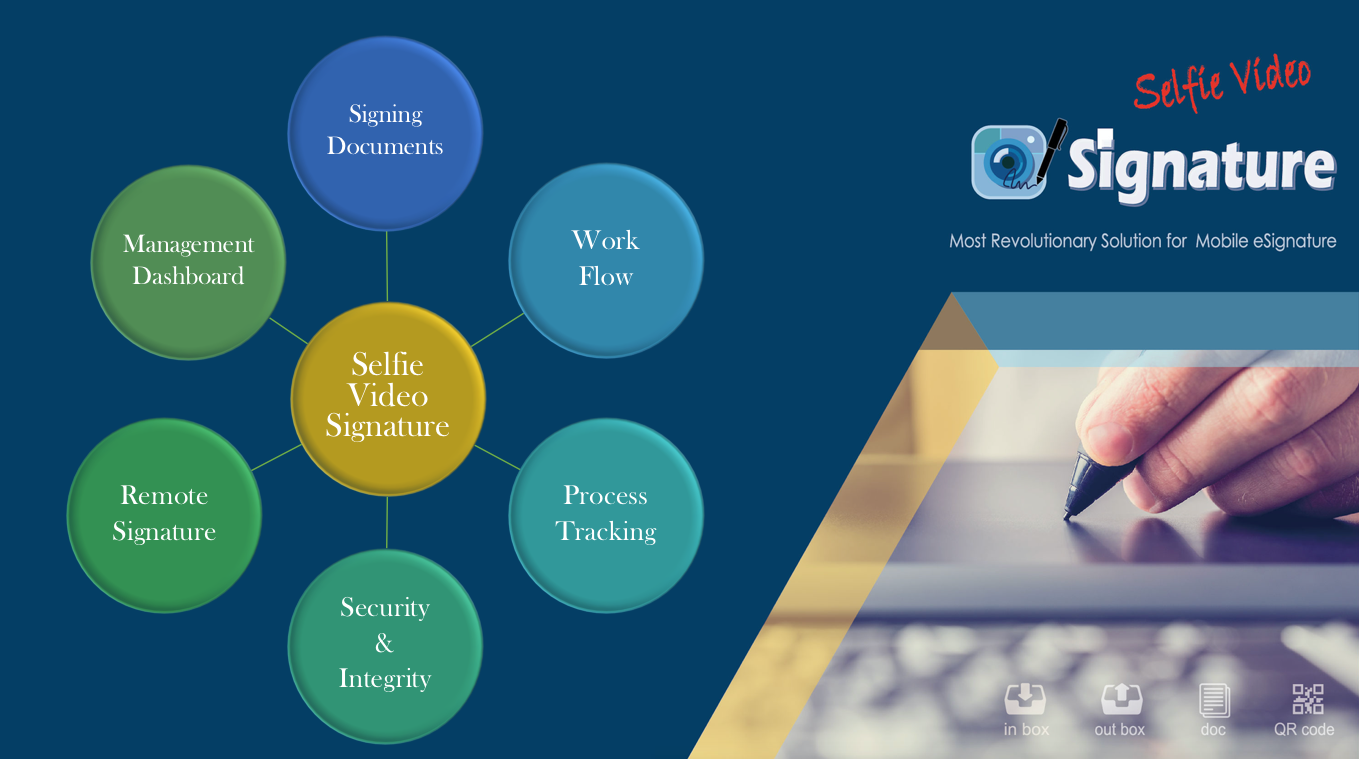 Signing
Documents
Work
Flow
Process
Tracking
Security
&
Integrity
Remote
Signature
Management
Dashboard
Selfie
Video
Signature
Selfie Video
Signature
Most Revolutionary Solution for Mobile eSignature
in box
out box
doc
QR code